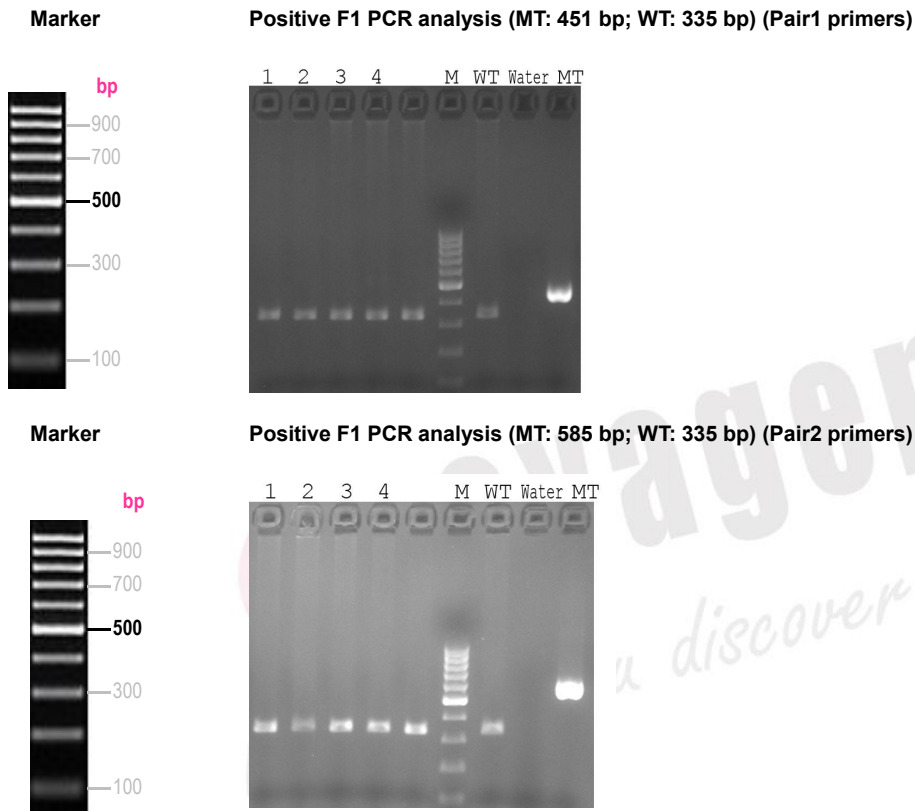 Marker
Positive F1 PCR analysis (MT: 451 bp; WT: 335 bp) (Pair1 primers)
bp
900
700
500
300
100
1 2 3 4 M WT Water MT
Marker
Positive F1 PCR analysis (MT: 585 bp; WT: 335 bp) (Pair2 primers)
bp
900
700
500
300
100
1 2 3 4 M WT Water MT
discover